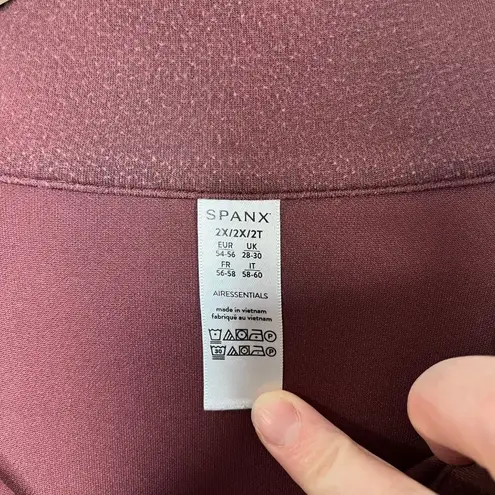 SPANX
2X/2X/2T
EUR UK
54-56 28-30
FR IT
56-58 58-60
AIRESSENTIALS
made in vietnam
fabriqué au vietnam
P
30 P